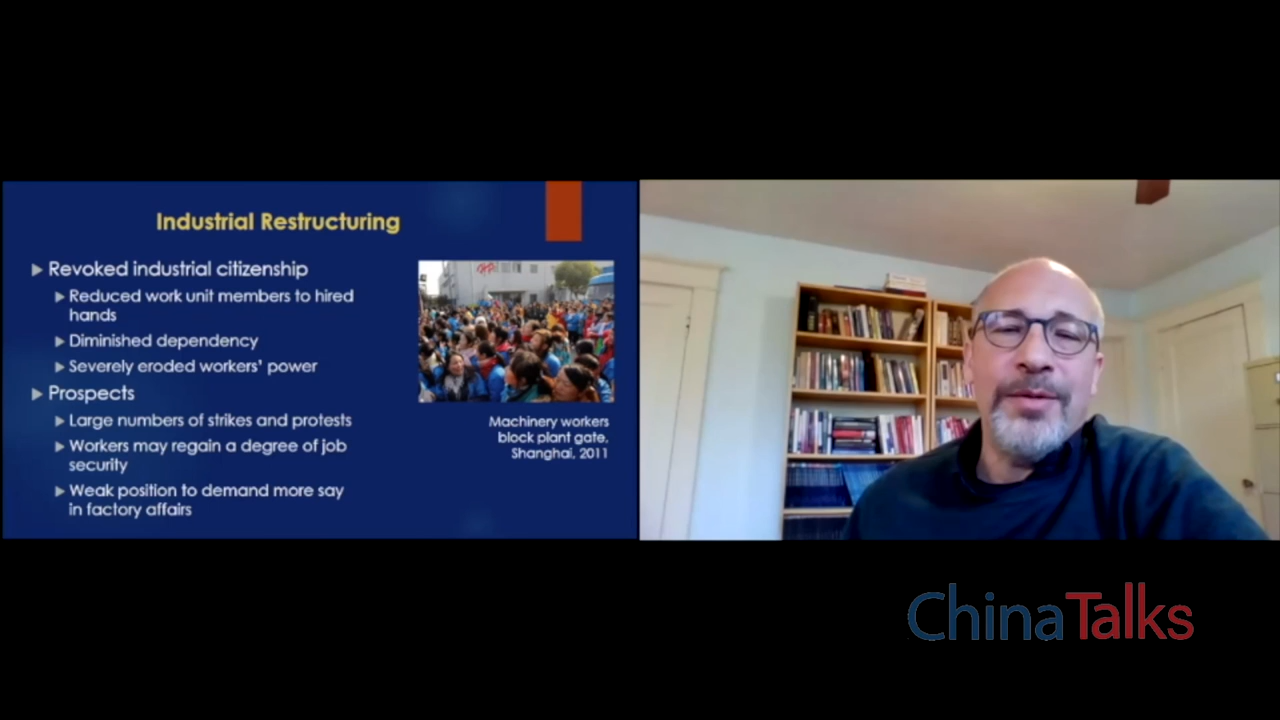 Industrial Restructuring
Revoked industrial citizenship
Reduced work unit members to hired
hands
Diminished dependency
Severely eroded workers' power
Prospects
Large numbers of strikes and protests
Workers may regain a degree of job
security
Weak position to demand more say
in factory affairs
Machinery workers
block plant gate,
Shanghai, 2011
ChinaTalks